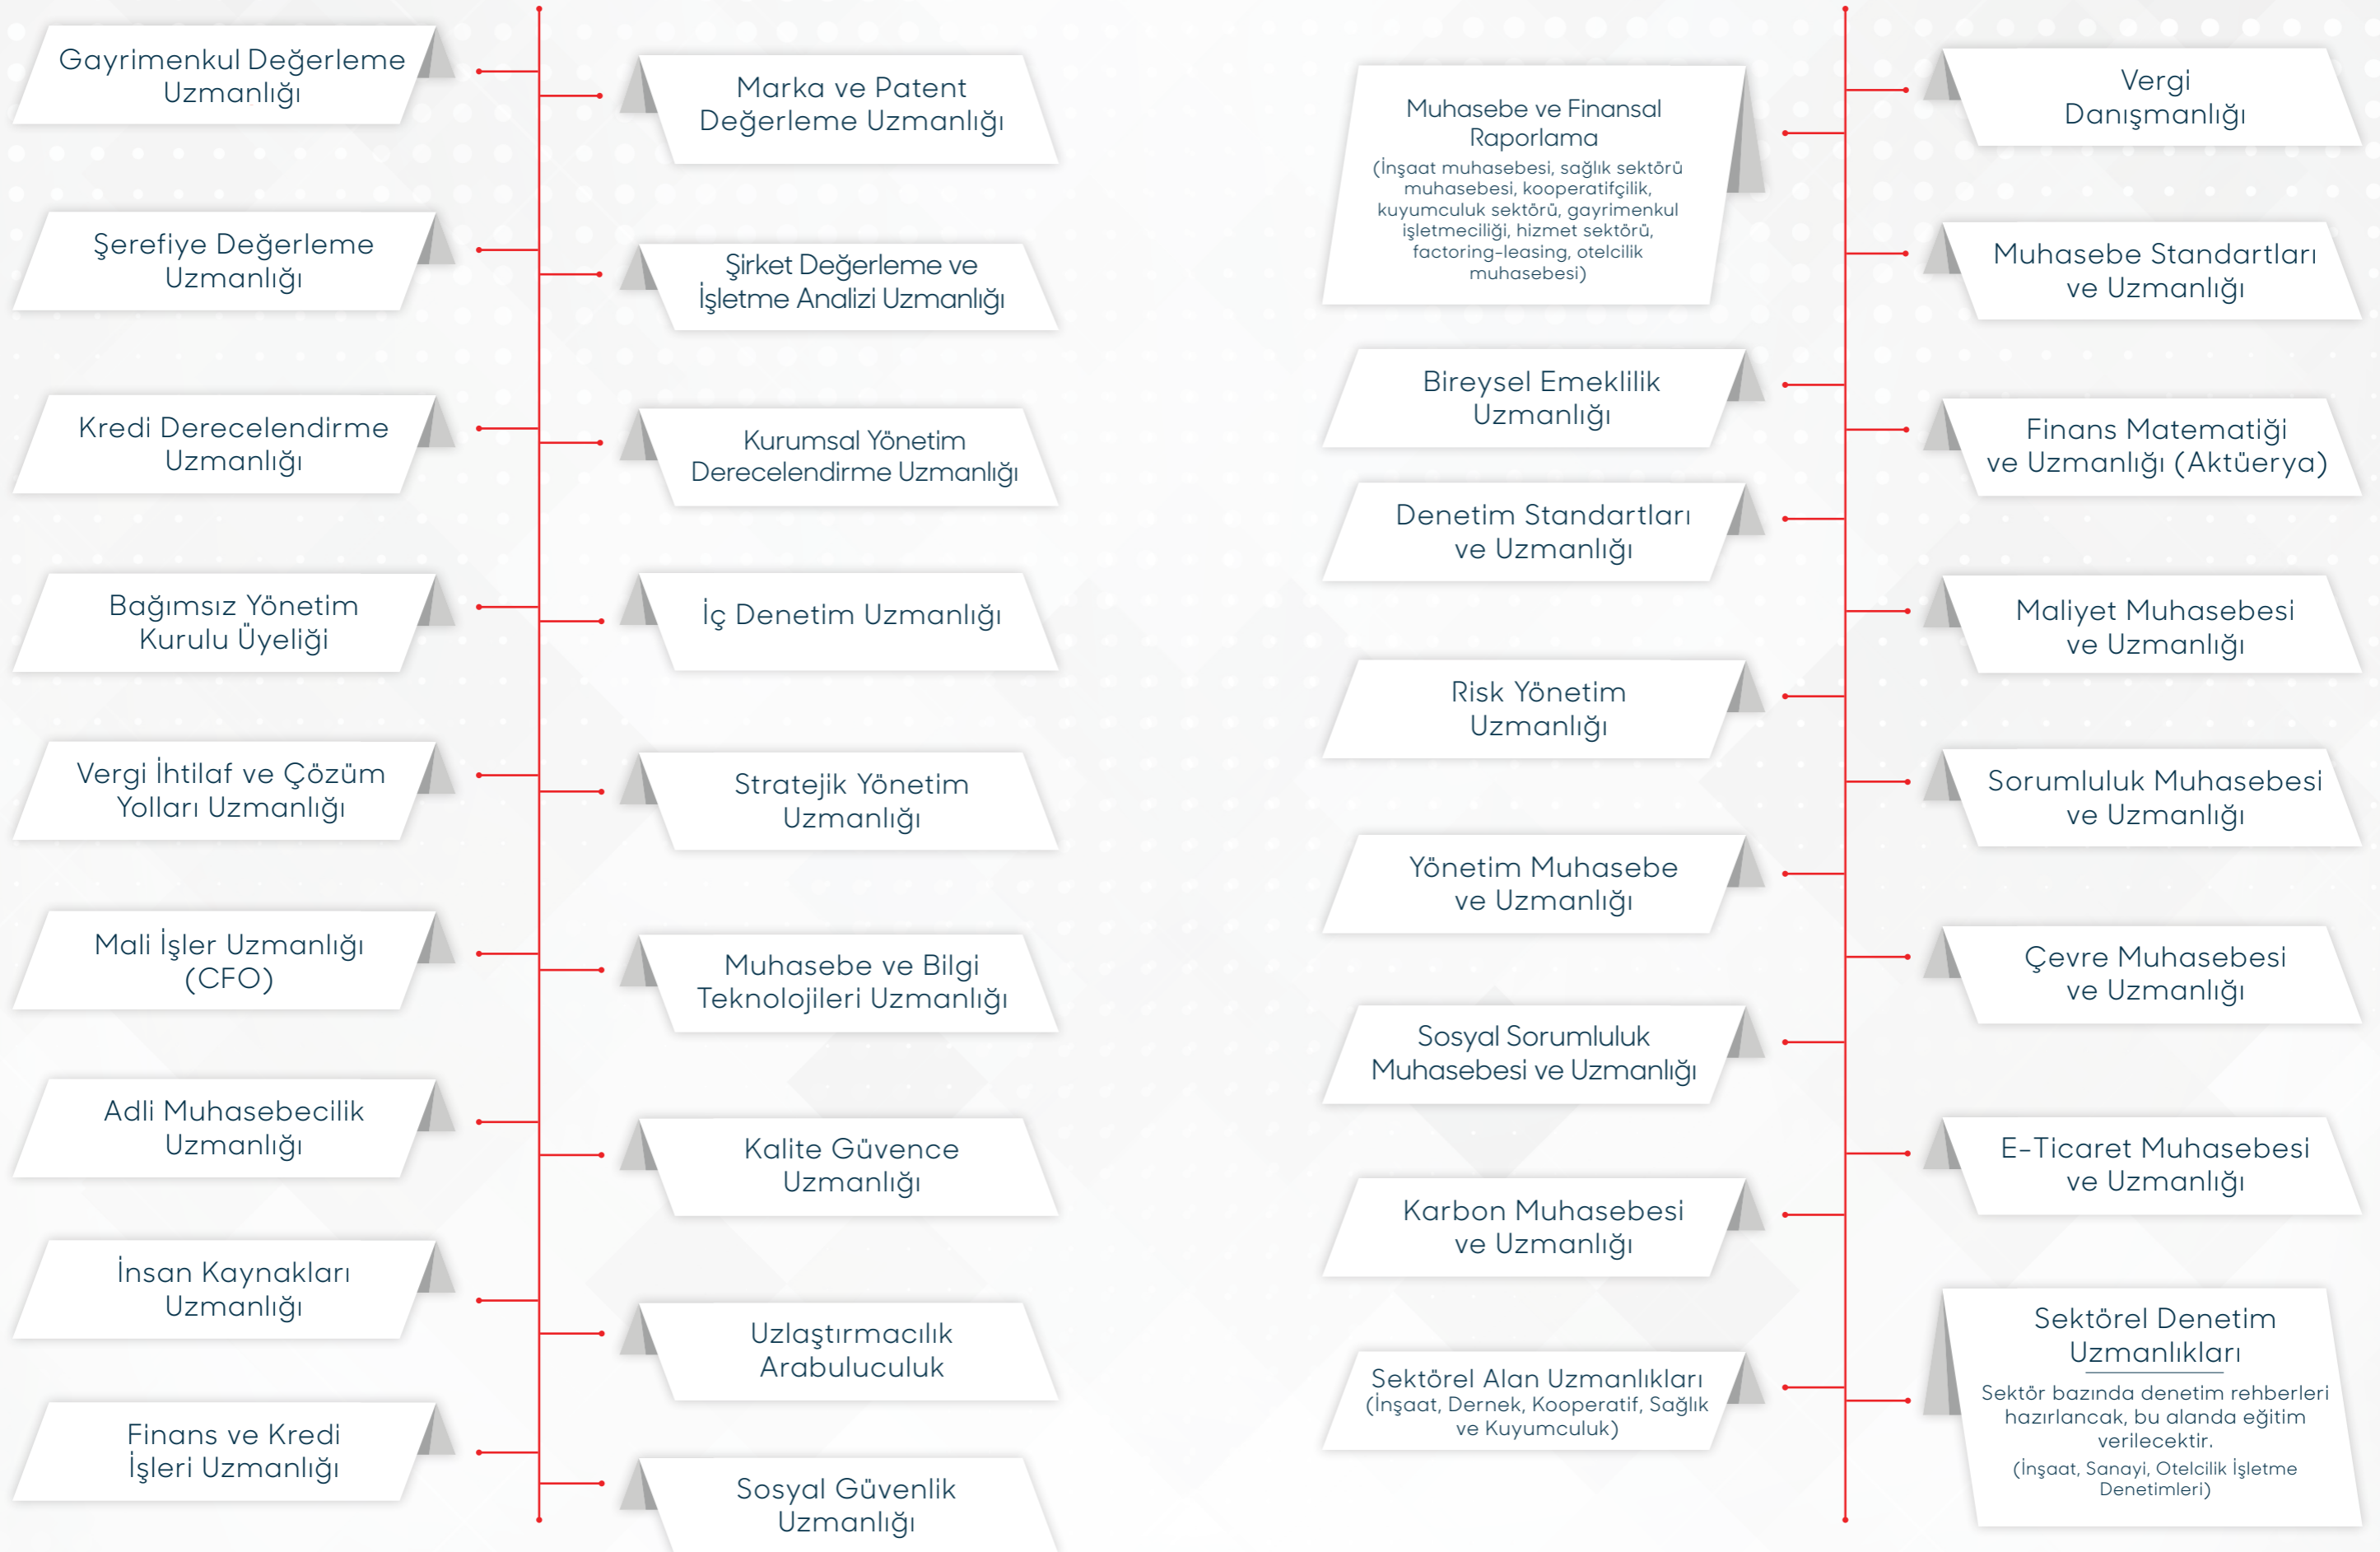 Gayrimenkul Değerleme
Uzmanlığı
Marka ve Patent
Değerleme Uzmanlığı
Şerefiye Değerleme
Uzmanlığı
Şirket Değerleme ve
İşletme Analizi Uzmanlığı
Kredi Derecelendirme
Uzmanlığı
Kurumsal Yönetim
Derecelendirme Uzmanlığı
Bağımsız Yönetim
Kurulu Üyeliği
İç Denetim Uzmanlığı
Vergi İhtilaf ve Çözüm
Yolları Uzmanlığı
Stratejik Yönetim
Uzmanlığı
Mali İşler Uzmanlığı
(CFO)
Muhasebe ve Bilgi
Teknolojileri Uzmanlığı
Adli Muhasebecilik
Uzmanlığı
Kalite Güvence
Uzmanlığı
İnsan Kaynakları
Uzmanlığı
Uzlaştırmacılık
Arabuluculuk
Finans ve Kredi
İşleri Uzmanlığı
Sosyal Güvenlik
Uzmanlığı
Vergi
Danışmanlığı
Muhasebe ve Finansal
Raporlama
(İnşaat muhasebesi, sağlık sektörü
muhasebesi, kooperatifçilik,
kuyumculuk sektörü, gayrimenkul
işletmeciliği, hizmet sektörü,
factoring-leasing, otelcilik
muhasebesi)
Muhasebe Standartları
ve Uzmanlığı
Bireysel Emeklilik
Uzmanlığı
Finans Matematiği
ve Uzmanlığı (Aktüerya)
Denetim Standartları
ve Uzmanlığı
Maliyet Muhasebesi
ve Uzmanlığı
Risk Yönetim
Uzmanlığı
Sorumluluk Muhasebesi
ve Uzmanlığı
Yönetim Muhasebe
ve Uzmanlığı
Çevre Muhasebesi
ve Uzmanlığı
Sosyal Sorumluluk
Muhasebesi ve Uzmanlığı
E-Ticaret Muhasebesi
ve Uzmanlığı
Karbon Muhasebesi
ve Uzmanlığı
Sektörel Denetim
Uzmanlıkları
Sektör bazında denetim rehberleri
hazırlancak, bu alanda eğitim
verilecektir.
(İnşaat, Sanayi, Otelcilik İşletme
Denetimleri)
Sektörel Alan Uzmanlıkları
(İnşaat, Dernek, Kooperatif, Sağlık
ve Kuyumculuk)